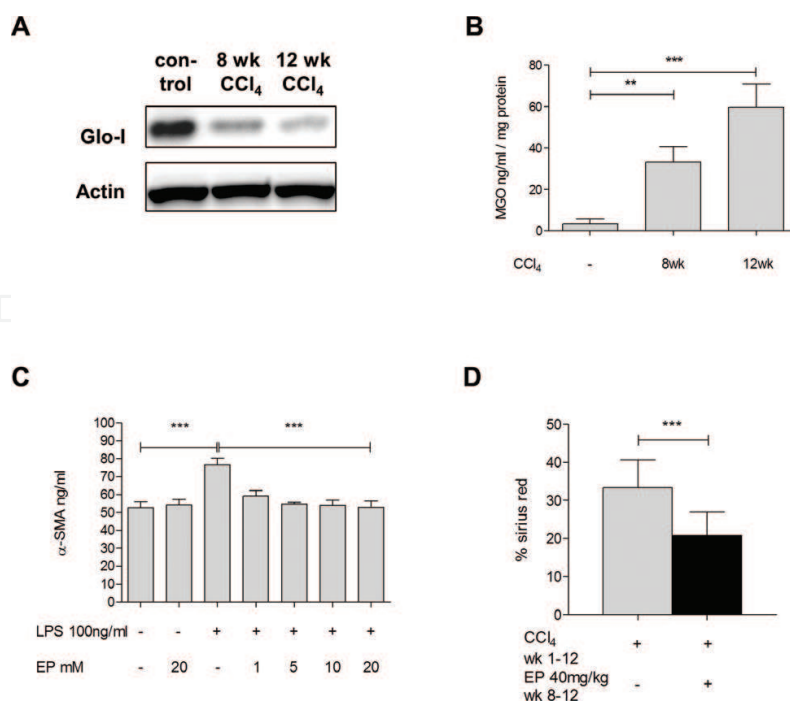 A
con-
trol
8 wk
CCl₄
12 wk
CCl₄
Glo-I
Actin
B
MGO ng/ml / mg protein
80
60
40
20
0
**
***
CCl₄ - 8wk 12wk
C
α-SMA ng/ml
100
90
80
70
60
50
40
30
20
10
0
*** ***
LPS 100ng/ml - - + + + + +
EP mM - 20 - 1 5 10 20
D
% sirius red
50
40
30
20
10
0
***
CCl₄ + +
wk 1-12
EP 40mg/kg - +
wk 8-12